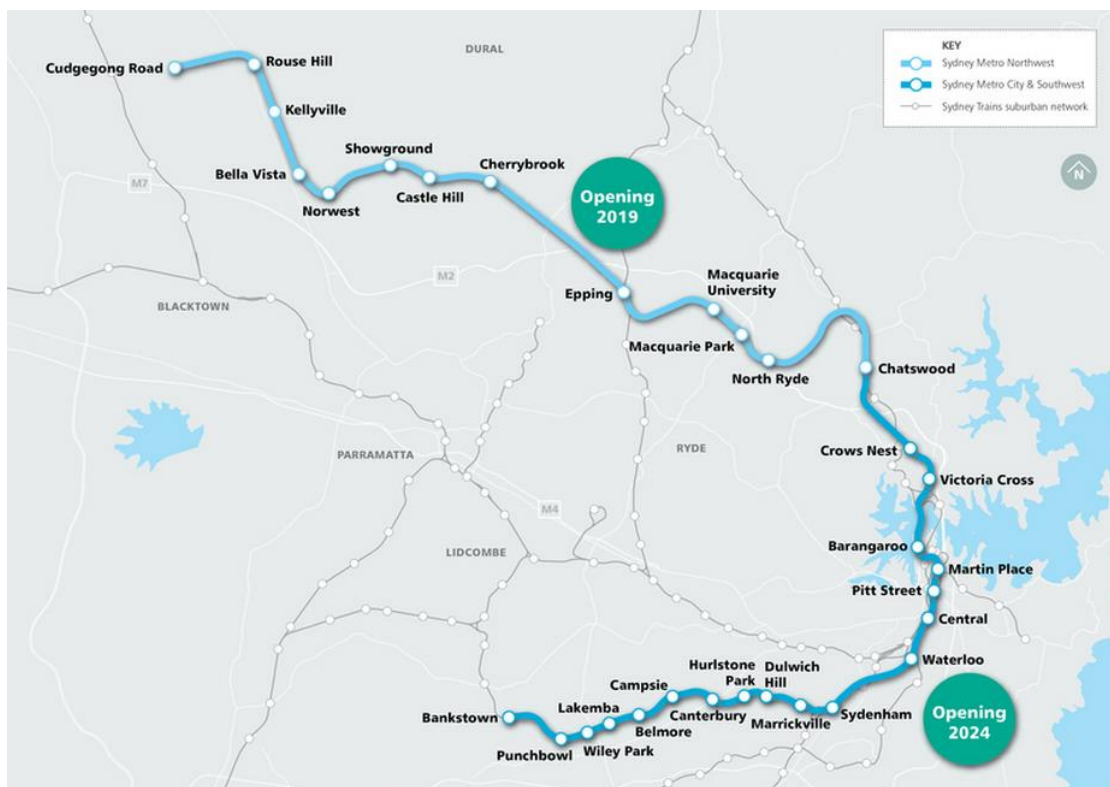 DURAL
KEY
Sydney Metro Northwest
Sydney Metro City & Southwest
Sydney Trains suburban network
N
Cudgegong Road
Rouse Hill
Kellyville
Bella Vista
Norwest
Showground
Castle Hill
Cherrybrook
Opening
2019
M7
M2
BLACKTOWN
Epping
Macquarie
University
Macquarie Park
North Ryde
Chatswood
Crows Nest
Victoria Cross
PARRAMATTA
RYDE
M4
LIDCOMBE
Barangaroo
Martin Place
Pitt Street
Central
Waterloo
Sydenham
Marrickville
Dulwich
Hill
Hurlstone
Park
Canterbury
Campsie
Belmore
Lakemba
Wiley Park
Punchbowl
Bankstown
Opening
2024